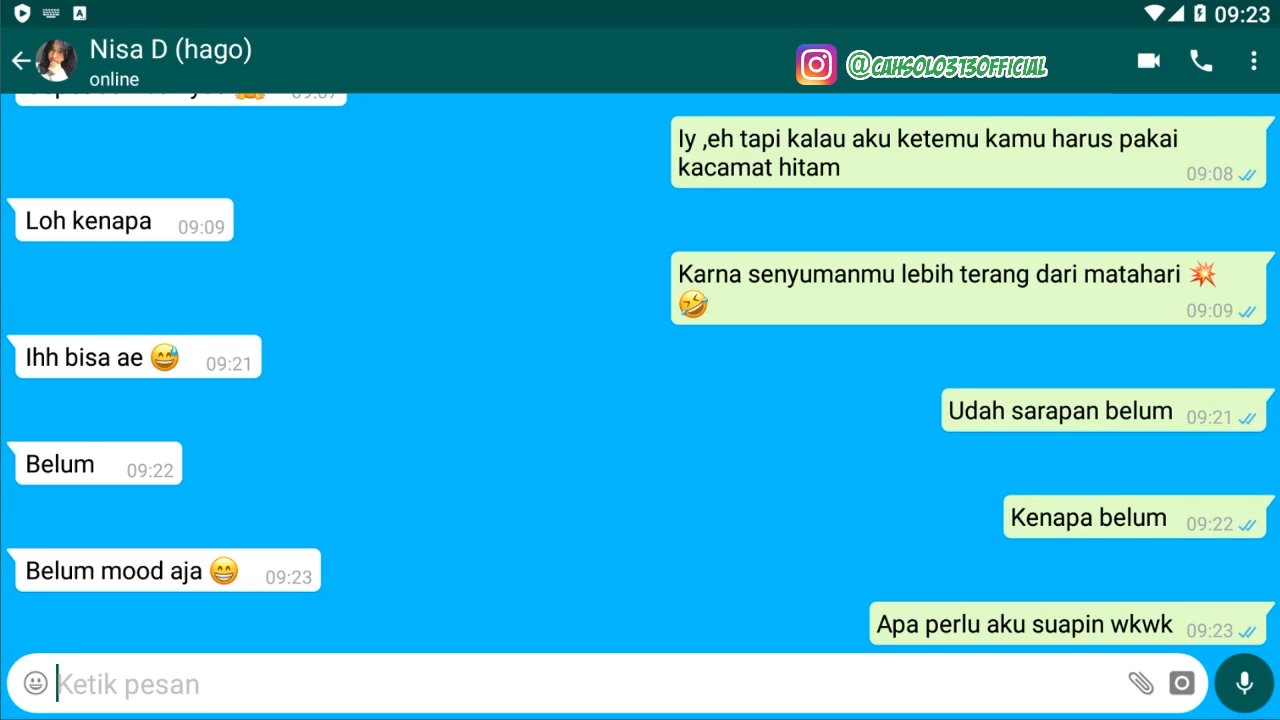 09:23
Nisa D (hago)
online
@CAHSOLO313OFFICIAL
Iy ,eh tapi kalau aku ketemu kamu harus pakai
kacamat hitam
09:08
Loh kenapa 09:09
Karna senyumanmu lebih terang dari matahari 💥
🤣 09:09
Ihh bisa ae 😅 09:21
Udah sarapan belum 09:21
Belum 09:22
Kenapa belum 09:22
Belum mood aja 😁 09:23
Apa perlu aku suapin wkwk 09:23
Ketik pesan